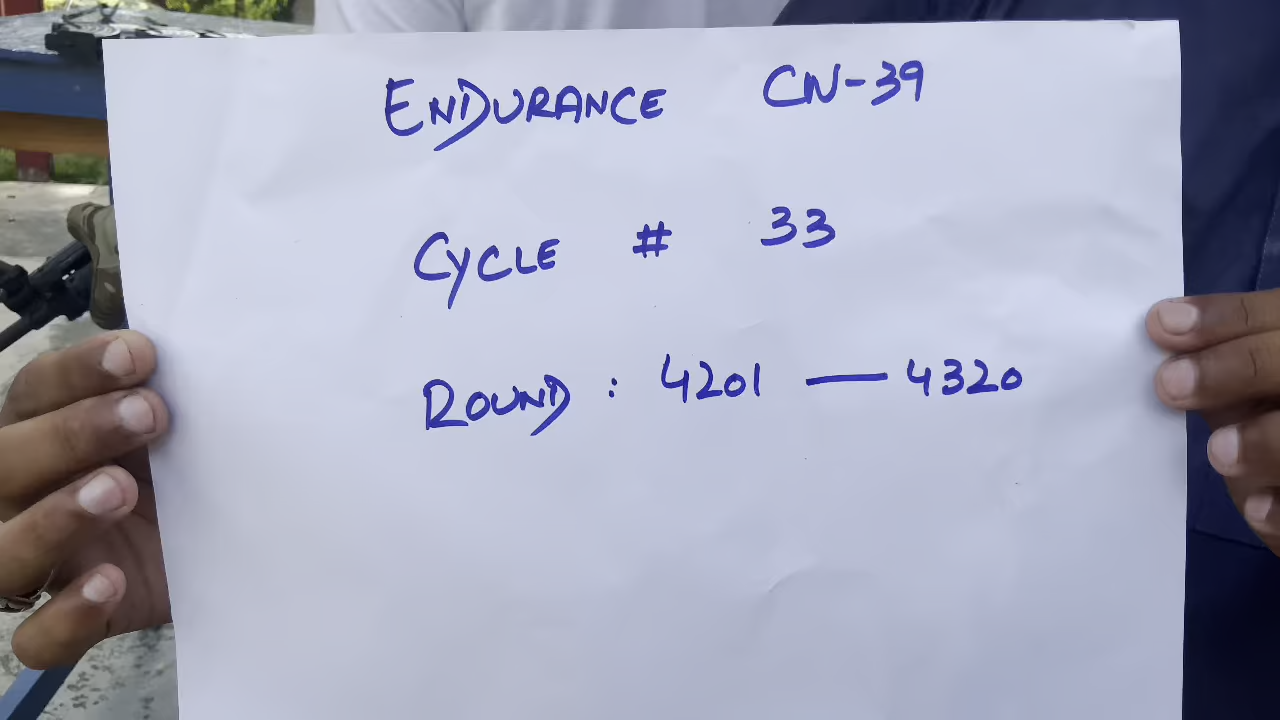 ENDURANCE CN-39
CYCLE # 33
ROUND : 4201 — 4320